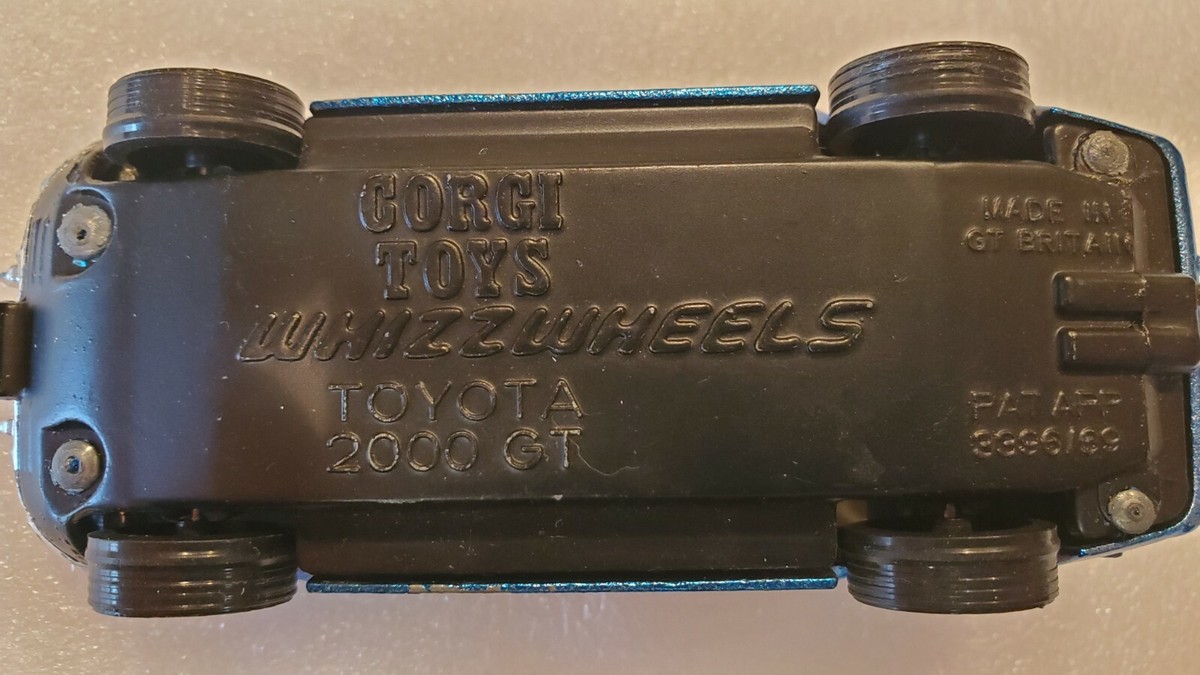 CORGI
TOYS
WHIZZWHEELS
TOYOTA
2000 GT
MADE IN
GT BRITAIN
PAT APP
3396/69